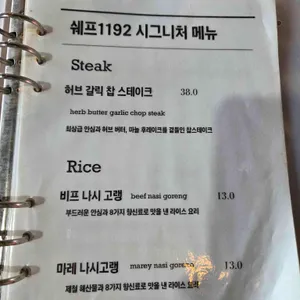 쉐프1192 시그니처 메뉴
Steak
허브 갈릭 찹 스테이크 38.0
herb butter garlic chop steak
최상급 안심과 허브 버터, 마늘 후레이크를 곁들인 찹스테이크
Rice
비프 나시 고랭 beef nasi goreng 13.0
부드러운 안심과 8가지 향신료로 맛을 낸 라이스 요리
마레 나시고랭 marey nasi goreng 13.0
제철 해산물과 8가지 향신료로 맛을 낸 라이스 요리